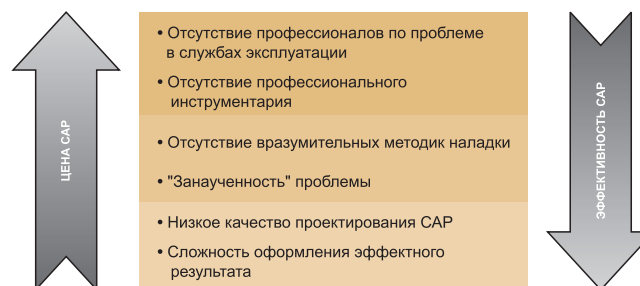 ЦЕНА САР
• Отсутствие профессионалов по проблеме
в службах эксплуатации
• Отсутствие профессионального
инструментария
• Отсутствие вразумительных методик наладки
• "Занаученность" проблемы
• Низкое качество проектирования САР
• Сложность оформления эффектного
результата
ЭФФЕКТИВНОСТЬ САР